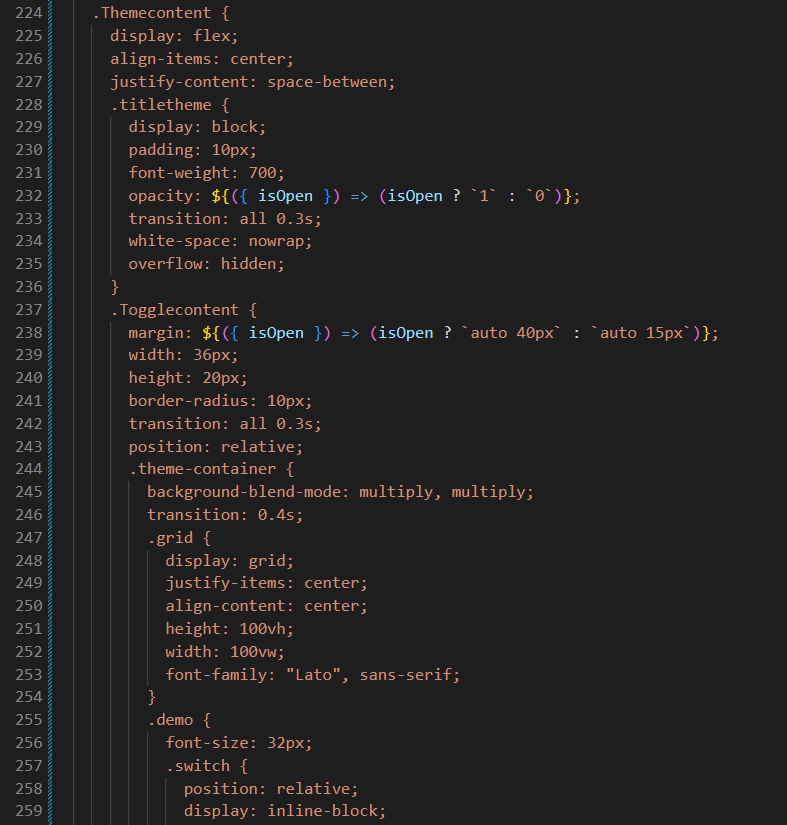 224 .Themecontent {
225 display: flex;
226 align-items: center;
227 justify-content: space-between;
228 .titletheme {
229 display: block;
230 padding: 10px;
231 font-weight: 700;
232 opacity: ${({ isOpen }) => (isOpen ? `1` : `0`)};
233 transition: all 0.3s;
234 white-space: nowrap;
235 overflow: hidden;
236 }
237 .Togglecontent {
238 margin: ${({ isOpen }) => (isOpen ? `auto 40px` : `auto 15px`)};
239 width: 36px;
240 height: 20px;
241 border-radius: 10px;
242 transition: all 0.3s;
243 position: relative;
244 .theme-container {
245 background-blend-mode: multiply, multiply;
246 transition: 0.4s;
247 .grid {
248 display: grid;
249 justify-items: center;
250 align-content: center;
251 height: 100vh;
252 width: 100vw;
253 font-family: "Lato", sans-serif;
254 }
255 .demo {
256 font-size: 32px;
257 .switch {
258 position: relative;
259 display: inline-block;